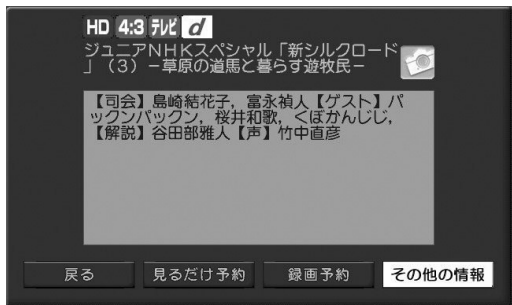 HD 4:3 テレビ d
ジュニアNHKスペシャル「新シルクロード
」（3）－草原の道馬と暮らす遊牧民－
【司会】島崎結花子，富永禎人【ゲスト】パ
ックンパックン，桜井和歌，くぼかんじじ，
【解説】谷田部雅人【声】竹中直彦
戻る 見るだけ予約 録画予約 その他の情報